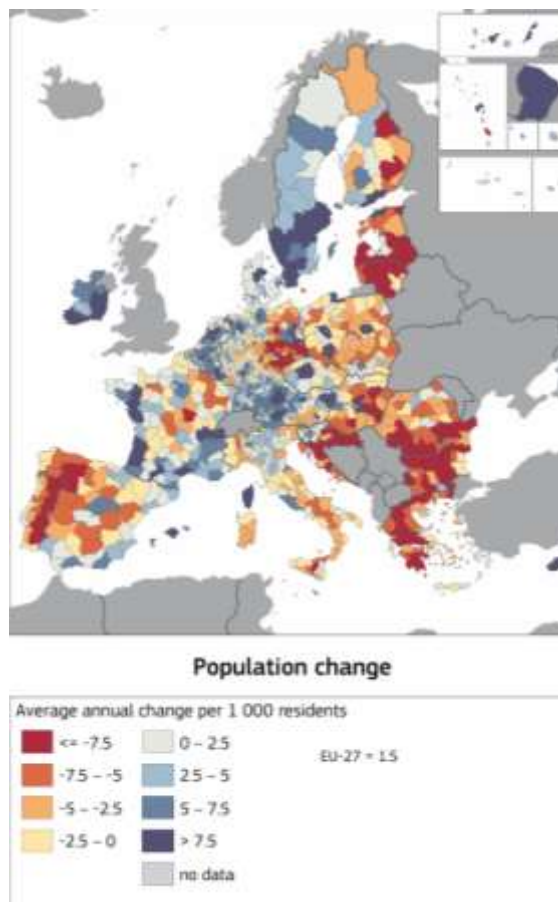 Population change
Average annual change per 1 000 residents
<= -7.5
-7.5 – -5
-5 – -2.5
-2.5 – 0
0 – 2.5
2.5 – 5
5 – 7.5
> 7.5
no data
EU-27 = 1.5